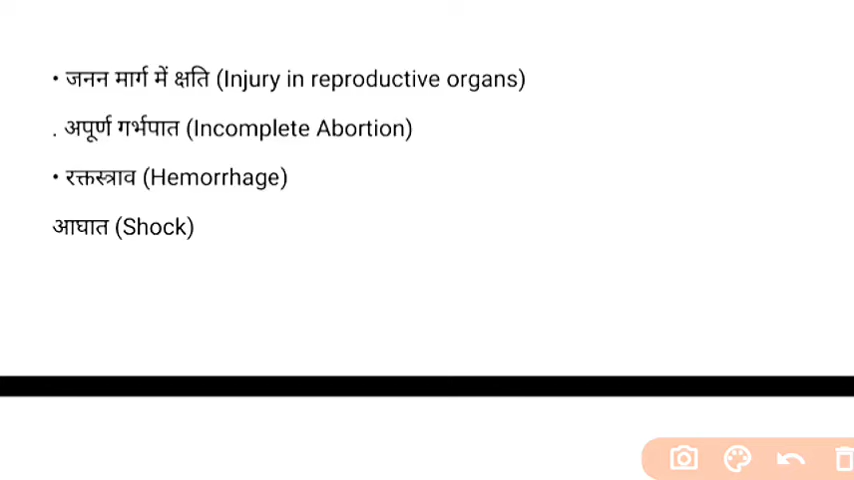 • जनन मार्ग में क्षति (Injury in reproductive organs)
. अपूर्ण गर्भपात (Incomplete Abortion)
• रक्तस्त्राव (Hemorrhage)
आघात (Shock)